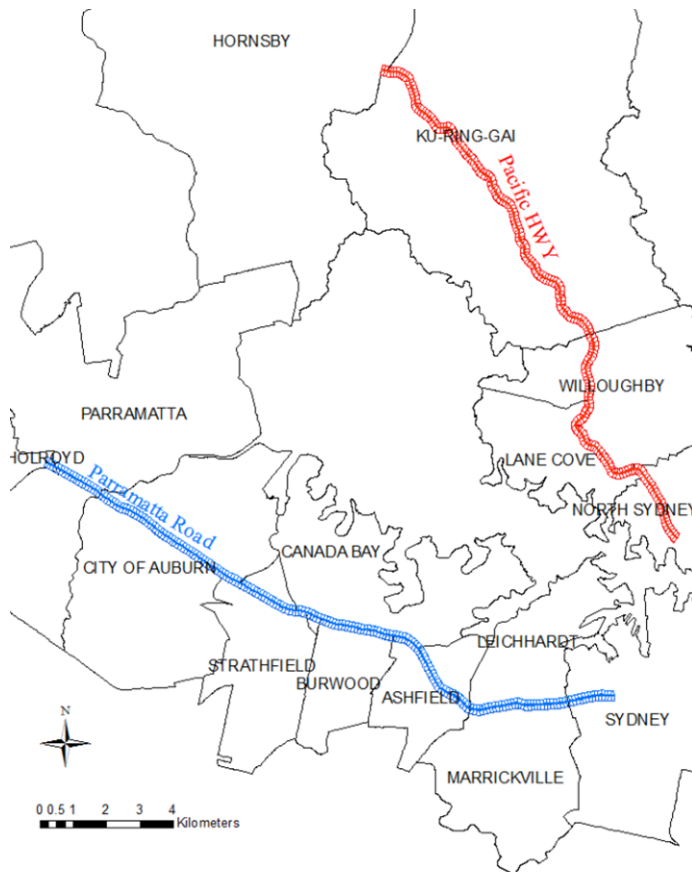 HORNSBY
KU-RING-GAI
Pacific HWY
WILLOUGHBY
PARRAMATTA
HOLROYD
LANE COVE
Parramatta Road
NORTH SYDNEY
CANADA BAY
CITY OF AUBURN
LEICHHARDT
STRATHFIELD
BURWOOD
ASHFIELD
SYDNEY
N
MARRICKVILLE
0 0.5 1 2 3 4
Kilometers